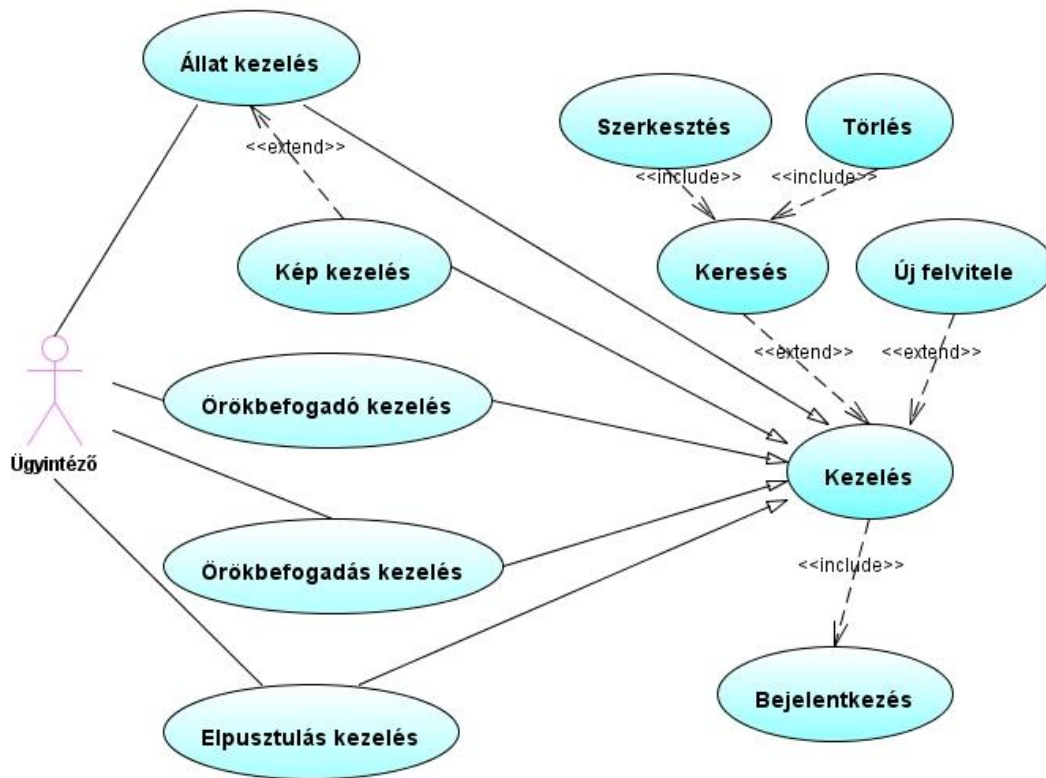 Állat kezelés
Szerkesztés
Törlés
<<extend>>
<<include>>
<<include>>
Kép kezelés
Keresés
Új felvitele
<<extend>>
<<extend>>
Örökbefogadó kezelés
Ügyintéző
Kezelés
Örökbefogadás kezelés
<<include>>
Elpusztulás kezelés
Bejelentkezés